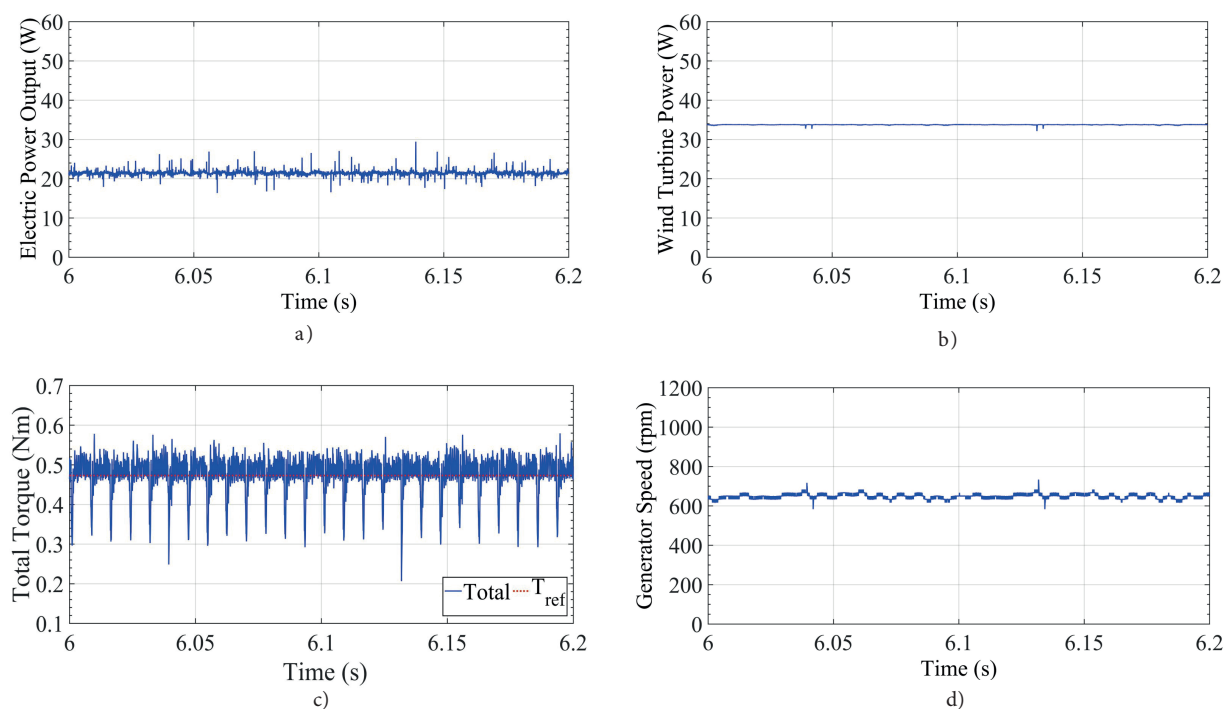 60
50
40
30
20
10
0
Electric Power Output (W)
6 6.05 6.1 6.15 6.2
Time (s)
a)
60
50
40
30
20
10
0
Wind Turbine Power (W)
6 6.05 6.1 6.15 6.2
Time (s)
b)
0.7
0.6
0.5
0.4
0.3
0.2
0.1
Total Torque (Nm)
Total T_ref
6 6.05 6.1 6.15 6.2
Time (s)
c)
1200
1000
800
600
400
200
0
Generator Speed (rpm)
6 6.05 6.1 6.15 6.2
Time (s)
d)